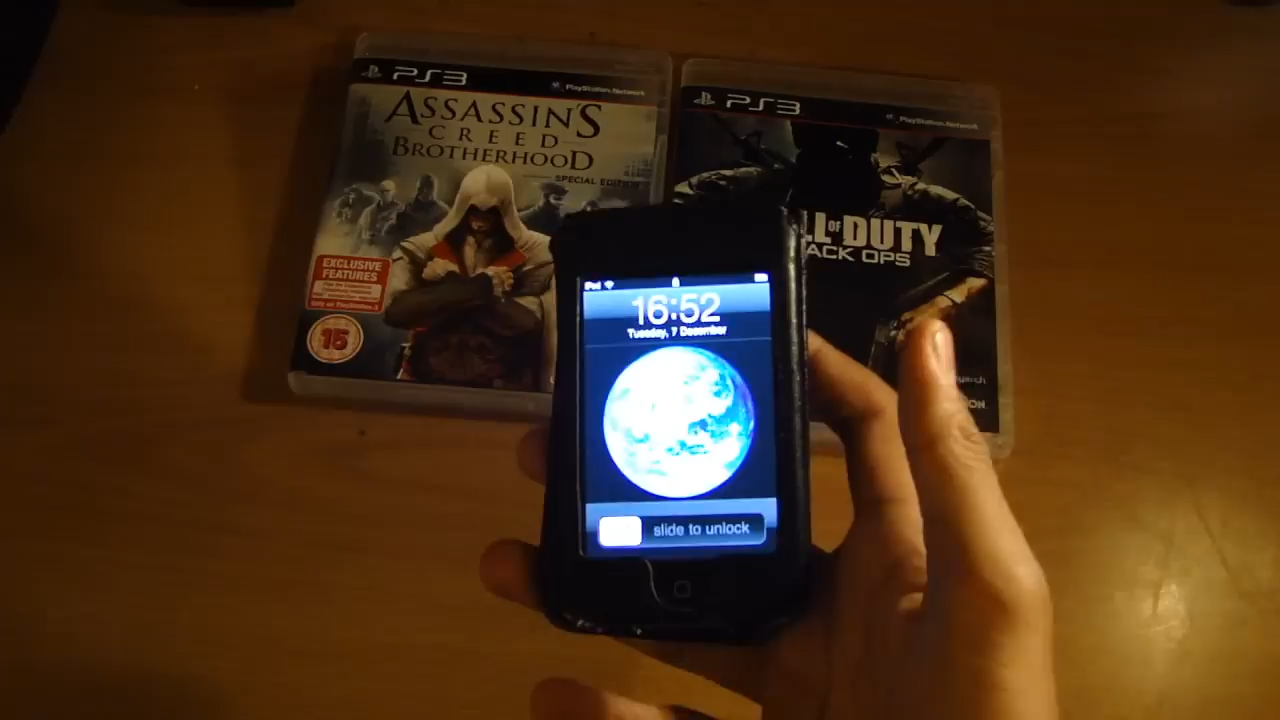 PS3
PlayStation Network
ASSASSIN'S
CREED
BROTHERHOOD
SPECIAL EDITION
EXCLUSIVE
FEATURES
15
PS3
PlayStation Network
LL OF DUTY
ACK OPS
iPod
16:52
Tuesday, 7 December
slide to unlock